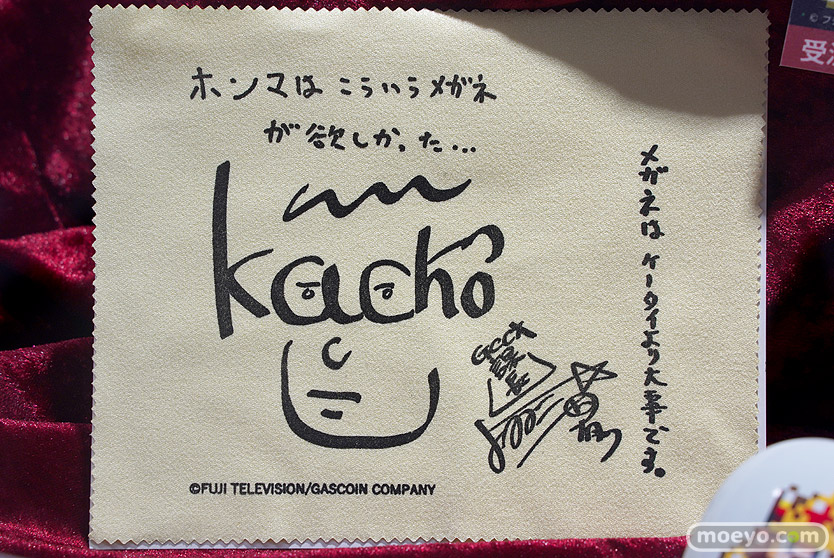 ホンマは こういうメガネ
が欲しかった...
kacho
メガネは ケータイより大事です。
GCCX
課長
©FUJI TELEVISION/GASCOIN COMPANY
moeyo.com